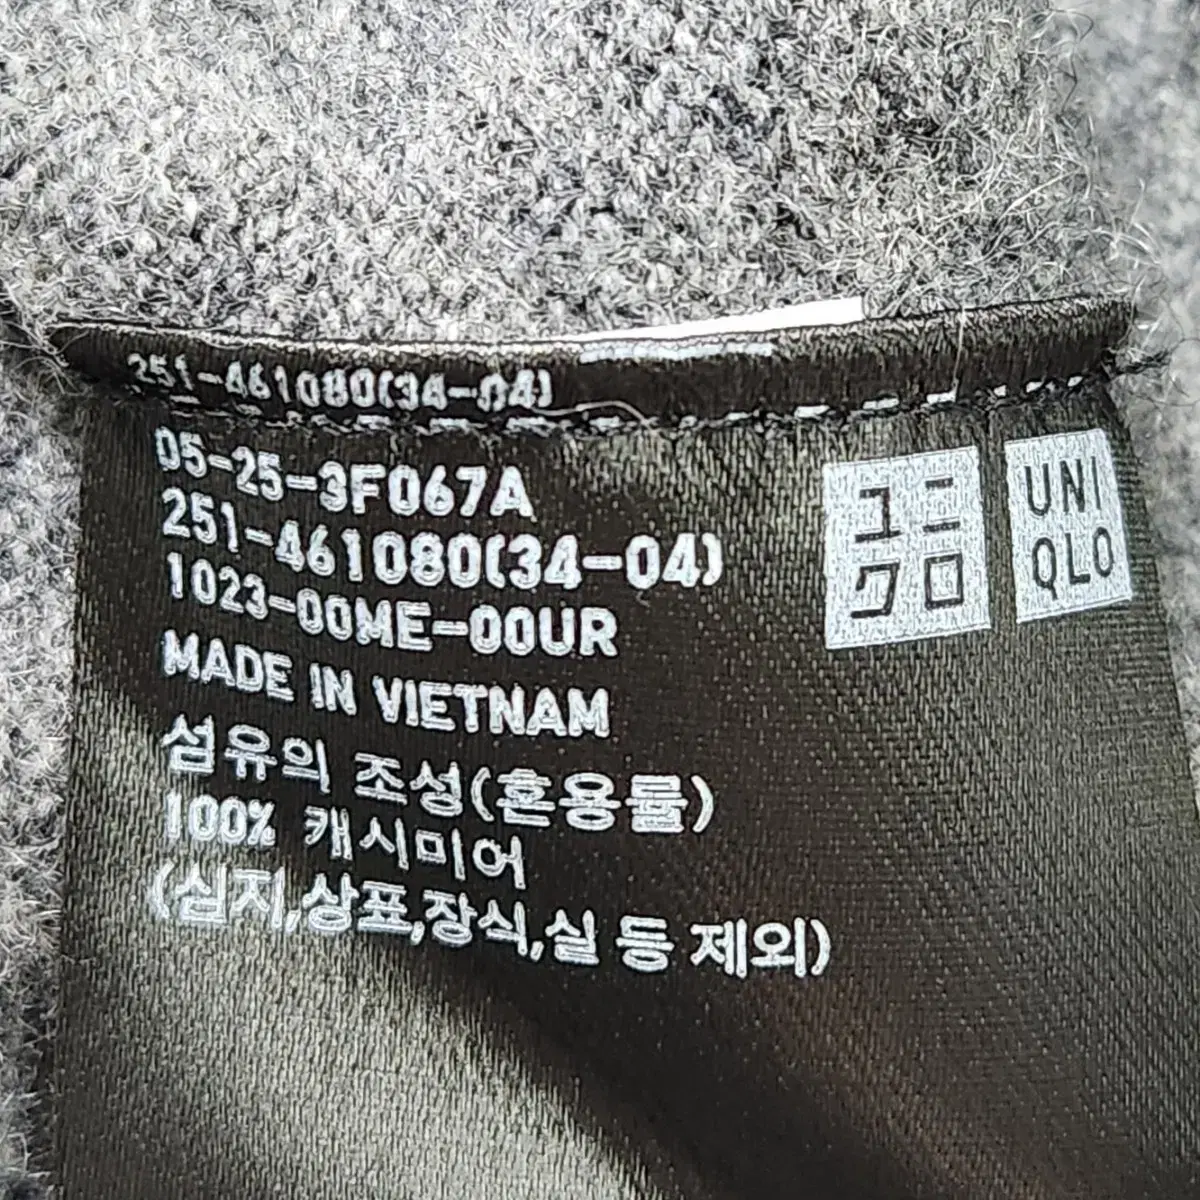 251-461080(34-04)
05-25-3F067A
251-461080(34-04)
1023-00ME-00UR
MADE IN VIETNAM
섬유의 조성(혼용률)
100% 캐시미어
(심지,상표,장식,실 등 제외)
ユニ
クロ
UNI
QLO